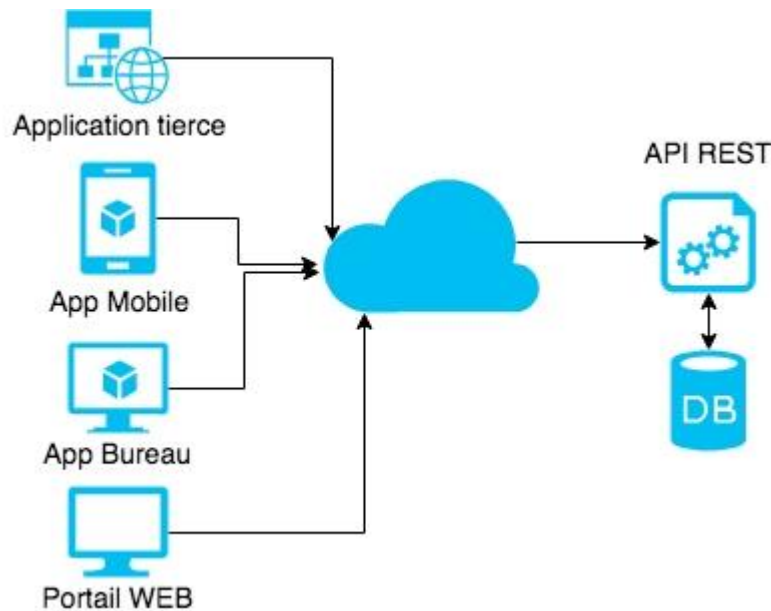 Application tierce
App Mobile
App Bureau
Portail WEB
API REST
DB